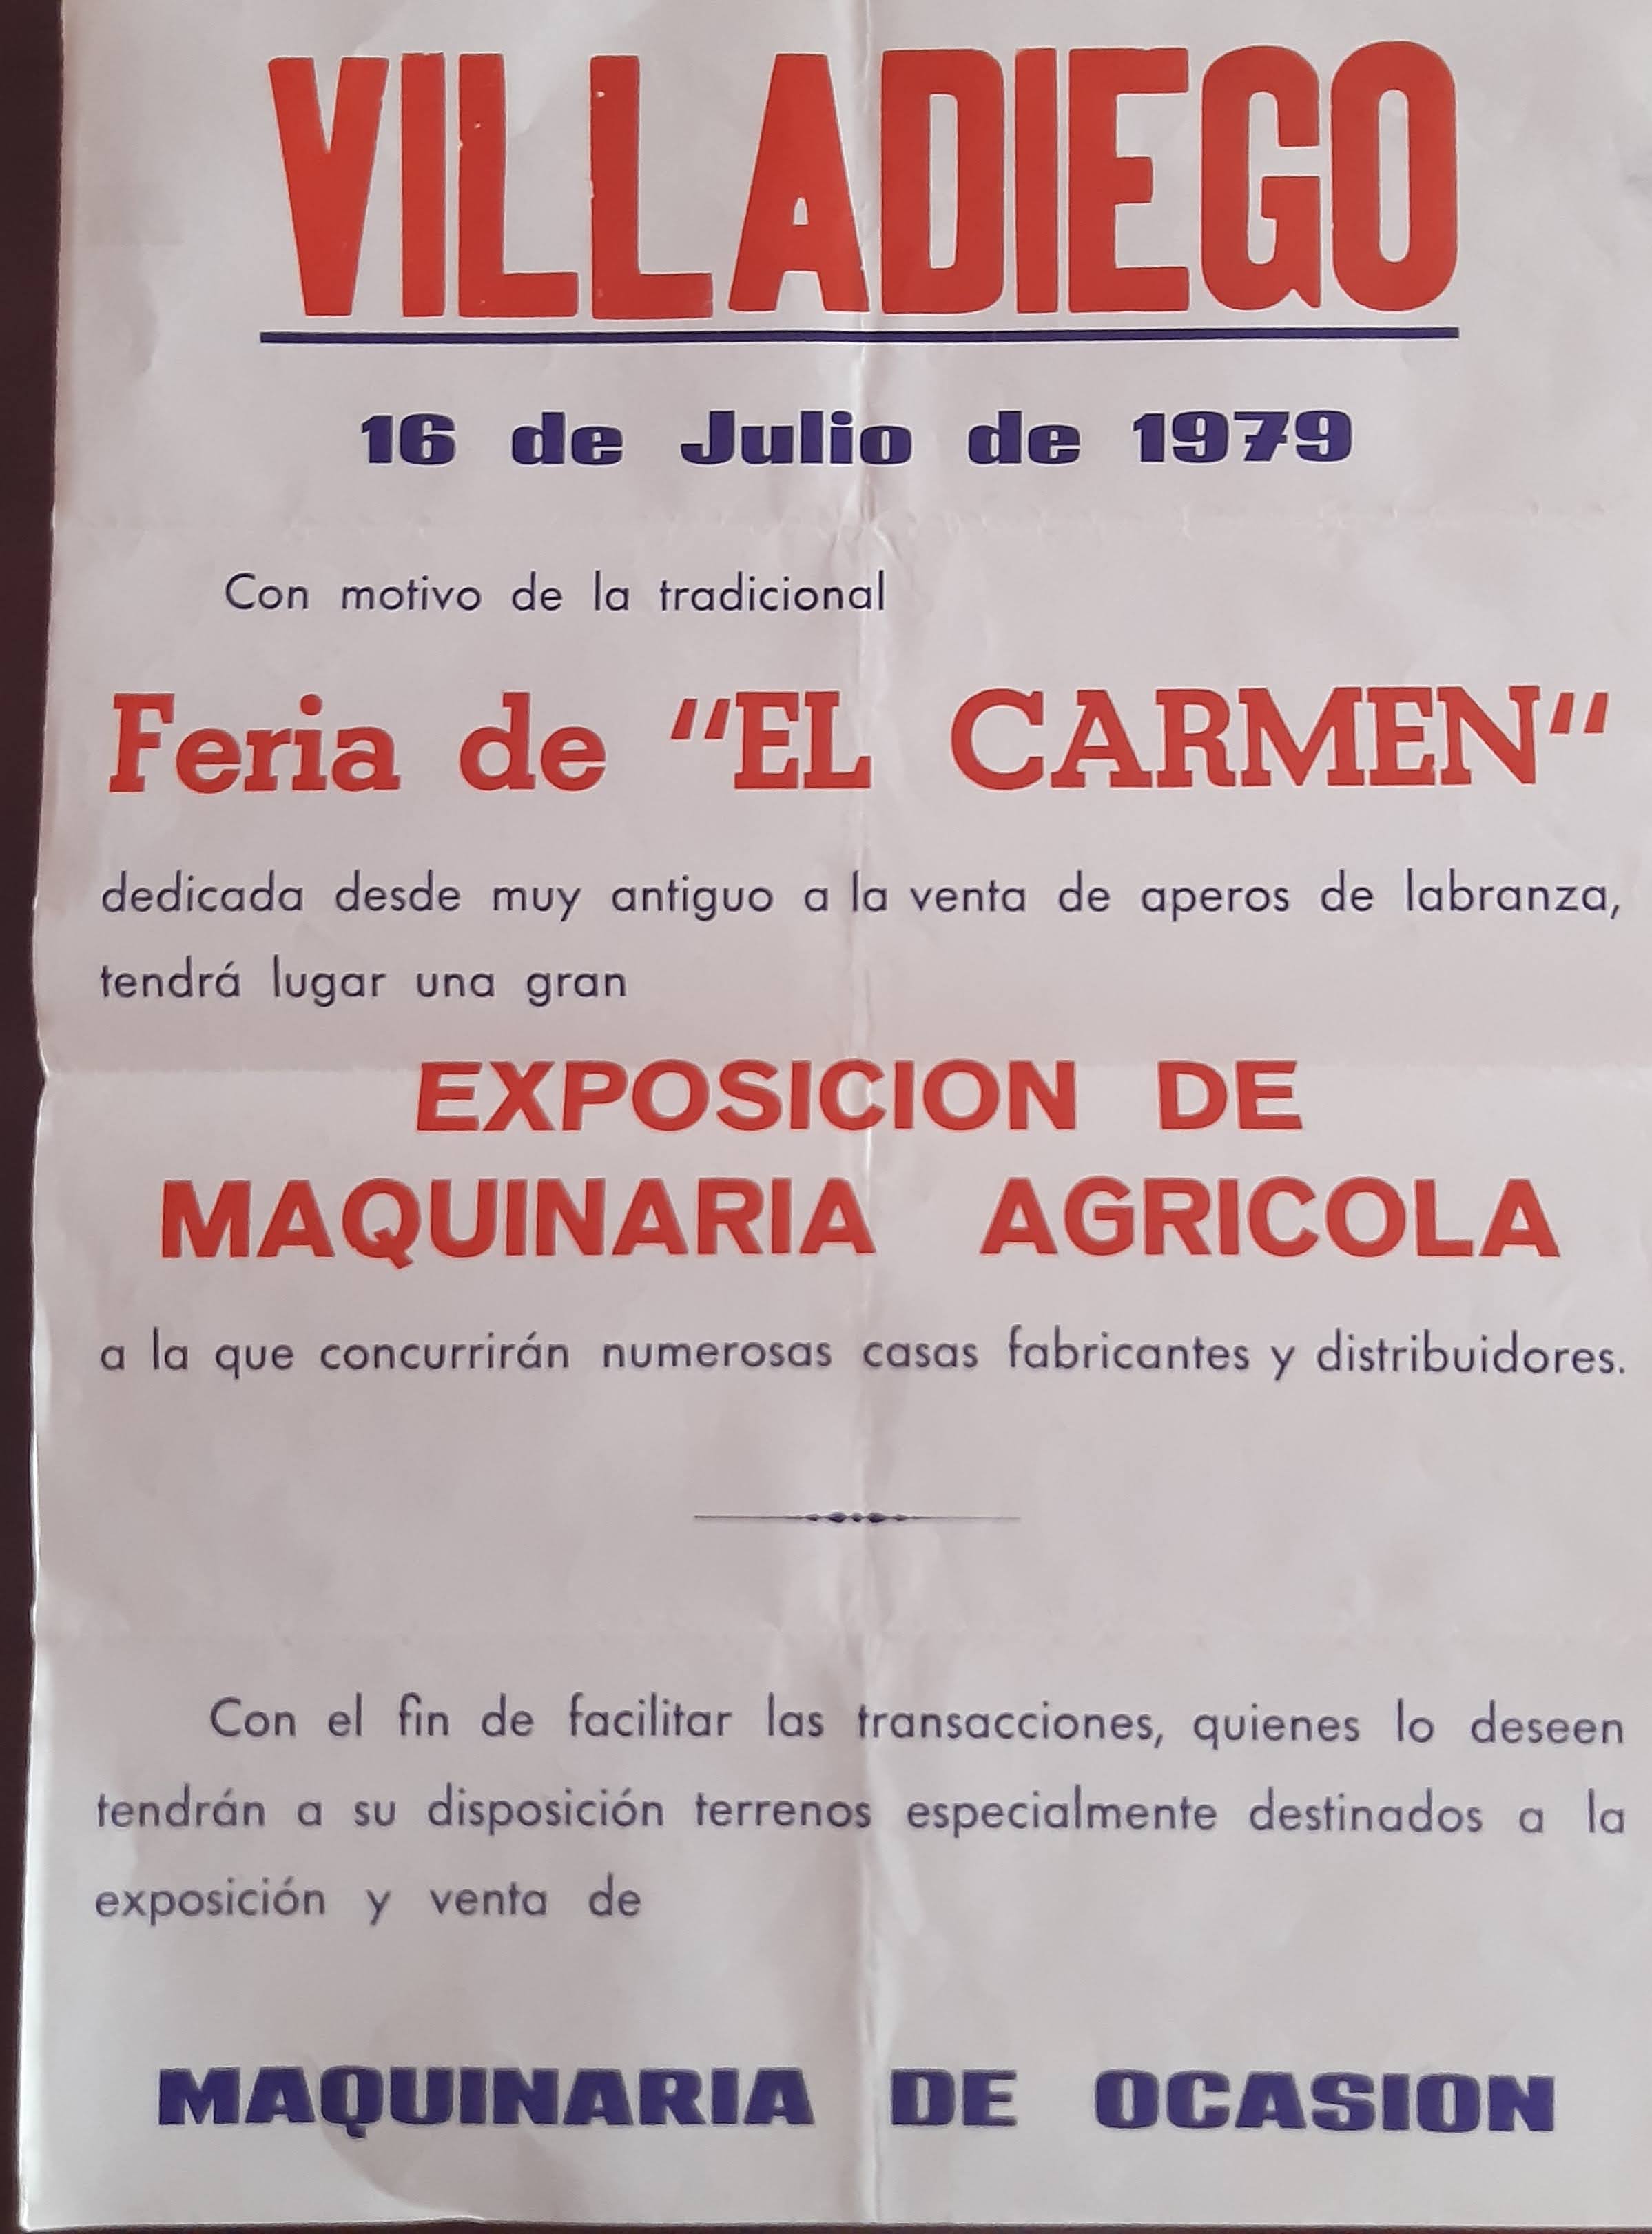 VILLADIEGO
16 de Julio de 1979
Con motivo de la tradicional
Feria de "EL CARMEN"
dedicada desde muy antiguo a la venta de aperos de labranza,
tendrá lugar una gran
EXPOSICION DE
MAQUINARIA AGRICOLA
a la que concurrirán numerosas casas fabricantes y distribuidores.
Con el fin de facilitar las transacciones, quienes lo deseen
tendrán a su disposición terrenos especialmente destinados a la
exposición y venta de
MAQUINARIA DE OCASION